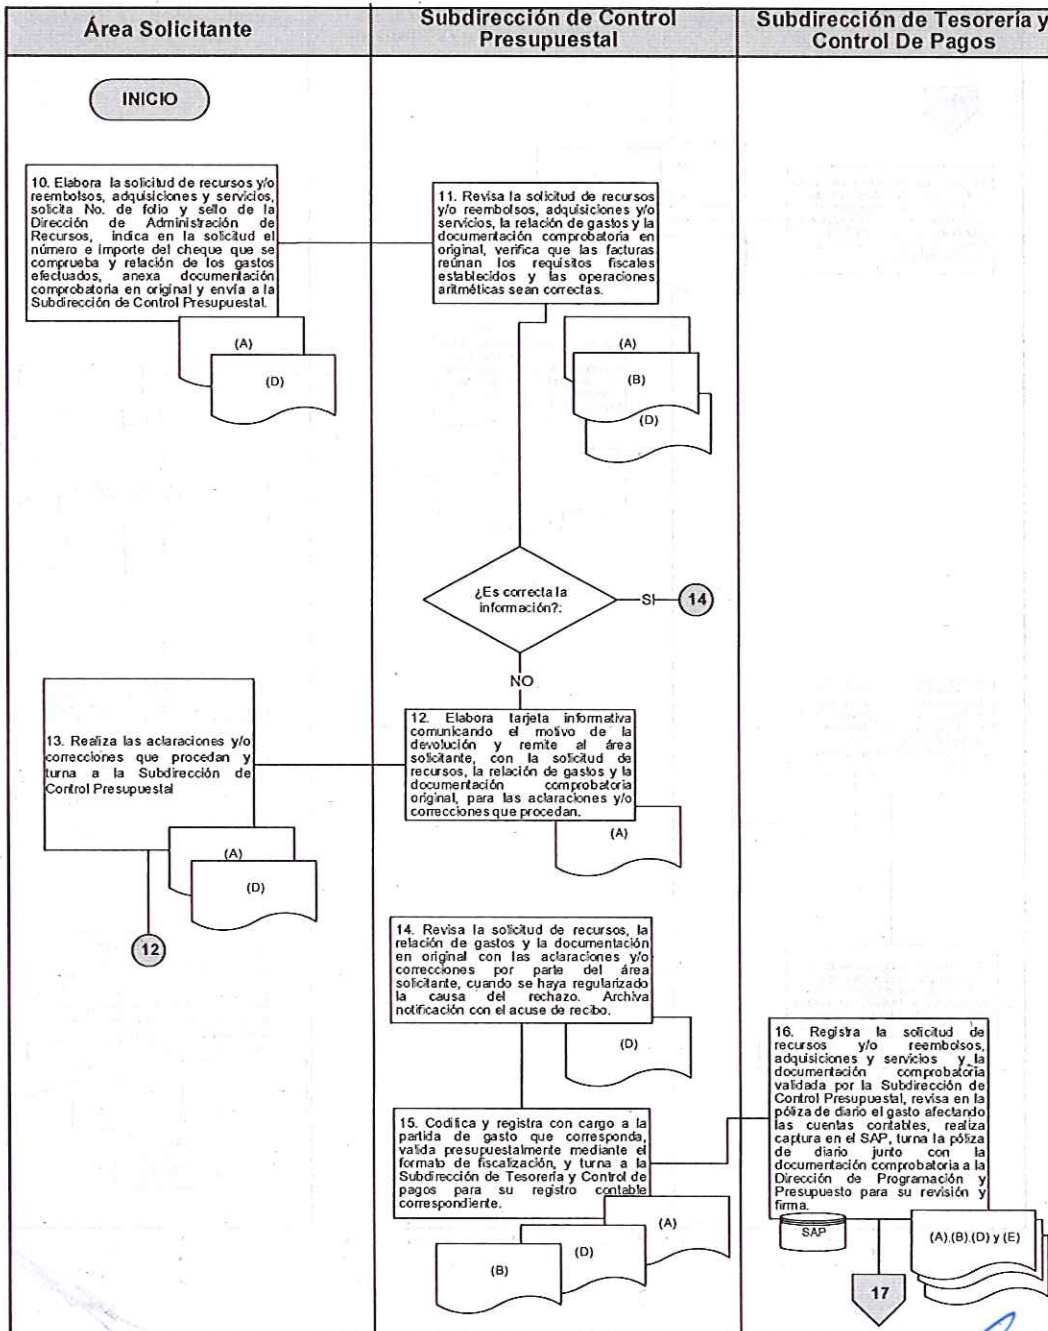 Área Solicitante
Subdirección de Control
Presupuestal
Subdirección de Tesorería y
Control De Pagos
INICIO
10. Elabora la solicitud de recursos y/o
reembolsos, adquisiciones y servicios,
solicita No. de folio y sello de la
Dirección de Administración de
Recursos, indica en la solicitud el
número e importe del cheque que se
comprueba y relación de los gastos
efectuados, anexa documentación
comprobatoria en original y envía a la
Subdirección de Control Presupuestal.
(A)
(D)
11. Revisa la solicitud de recursos
y/o reembolsos, adquisiciones y/o
servicios, la relación de gastos y la
documentación comprobatoria en
original, verifica que las facturas
reúnan los requisitos fiscales
establecidos y las operaciones
aritméticas sean correctas.
(A)
(B)
(D)
¿Es correcta la
información?:
SI
14
NO
12. Elabora tarjeta informativa
comunicando el motivo de la
devolución y remite al área
solicitante, con la solicitud de
recursos, la relación de gastos y la
documentación comprobatoria
original, para las aclaraciones y/o
correcciones que procedan.
(A)
13. Realiza las aclaraciones y/o
correcciones que procedan y
turna a la Subdirección de
Control Presupuestal
(A)
(D)
12
14. Revisa la solicitud de recursos, la
relación de gastos y la documentación
en original con las aclaraciones y/o
correcciones por parte del área
solicitante, cuando se haya regularizado
la causa del rechazo. Archiva
notificación con el acuse de recibo.
(D)
15. Codifica y registra con cargo a la
partida de gasto que corresponda,
valida presupuestalmente mediante el
formato de fiscalización, y turna a la
Subdirección de Tesorería y Control de
pagos para su registro contable
correspondiente.
(A)
(D)
(B)
16. Registra la solicitud de
recursos y/o reembolsos,
adquisiciones y servicios y la
documentación comprobatoria
validada por la Subdirección de
Control Presupuestal, revisa en la
póliza de diario el gasto afectando
las cuentas contables, realiza
captura en el SAP, turna la póliza
de diario junto con la
documentación comprobatoria a la
Dirección de Programación y
Presupuesto para su revisión y
firma.
SAP
(A),(B),(D) y (E)
17